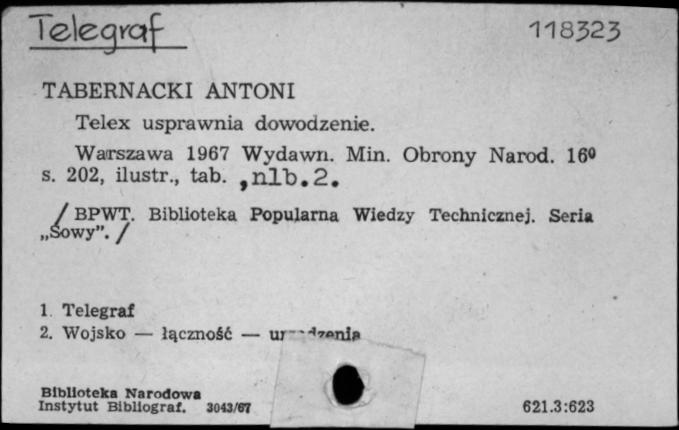 Telegraf 118323
TABERNACKI ANTONI
Telex usprawnia dowodzenie.
Warszawa 1967 Wydawn. Min. Obrony Narod. 16⁰
s. 202, ilustr., tab. ,nlb.2.
/BPWT. Biblioteka Popularna Wiedzy Technicznej. Seria
„Sowy”./
1. Telegraf
2. Wojsko — łączność —
Biblioteka Narodowa
Instytut Bibliograf. 3043/67 621.3:623